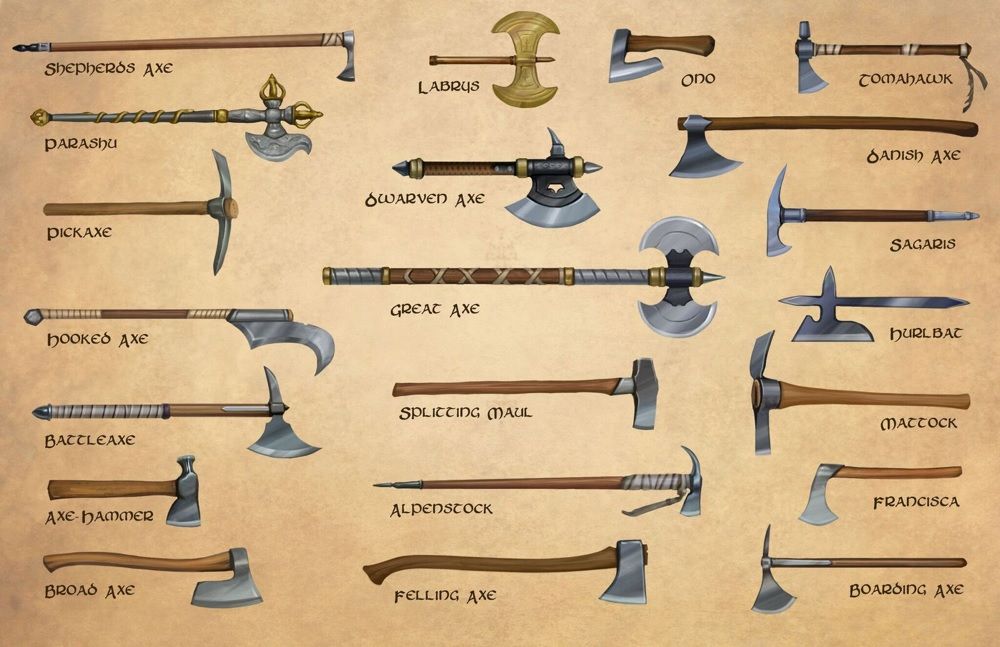 Shepherds Axe
Labrys
Ono
Tomahawk
Parashu
Danish Axe
Dwarven Axe
Pickaxe
Sagaris
Great Axe
Hooked Axe
Hurlbat
Splitting Maul
Mattock
Battleaxe
Alpenstock
Francisca
Axe-Hammer
Broad Axe
Felling Axe
Boarding Axe